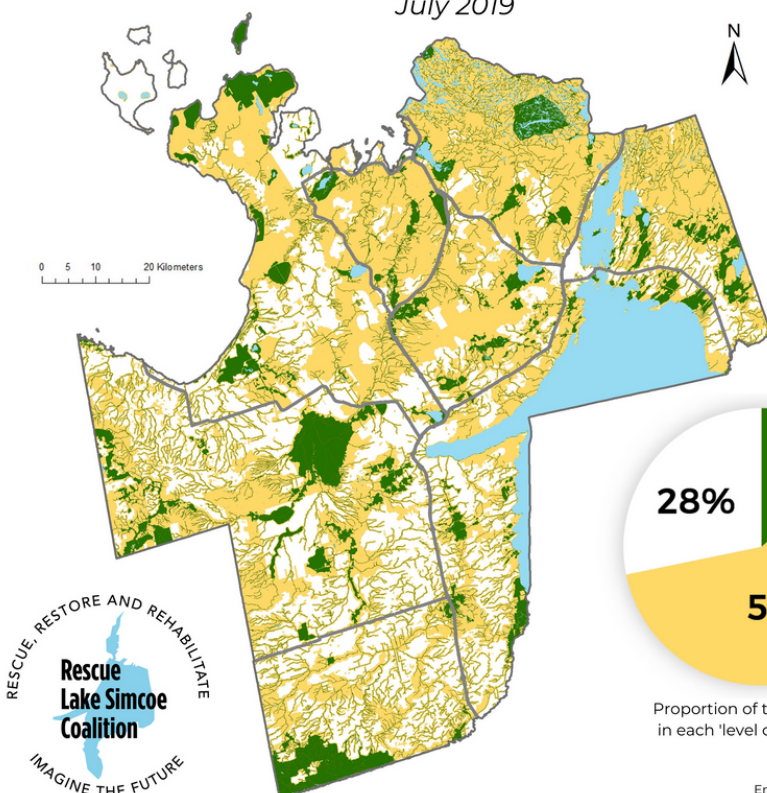 July 2019
N
0 5 10 20 Kilometers
28%
5
RESCUE, RESTORE AND REHABILITATE
Rescue
Lake Simcoe
Coalition
IMAGINE THE FUTURE
Proportion of t
in each 'level o
Er